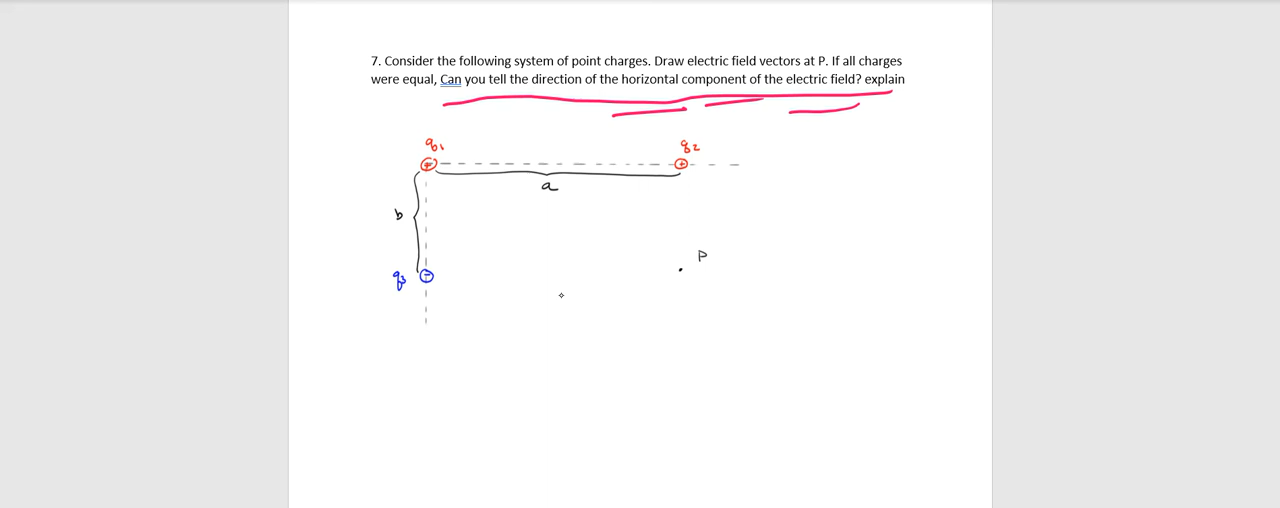 7. Consider the following system of point charges. Draw electric field vectors at P. If all charges
were equal, Can you tell the direction of the horizontal component of the electric field? explain
q1 q2
+ +
a
b
P
q3 -